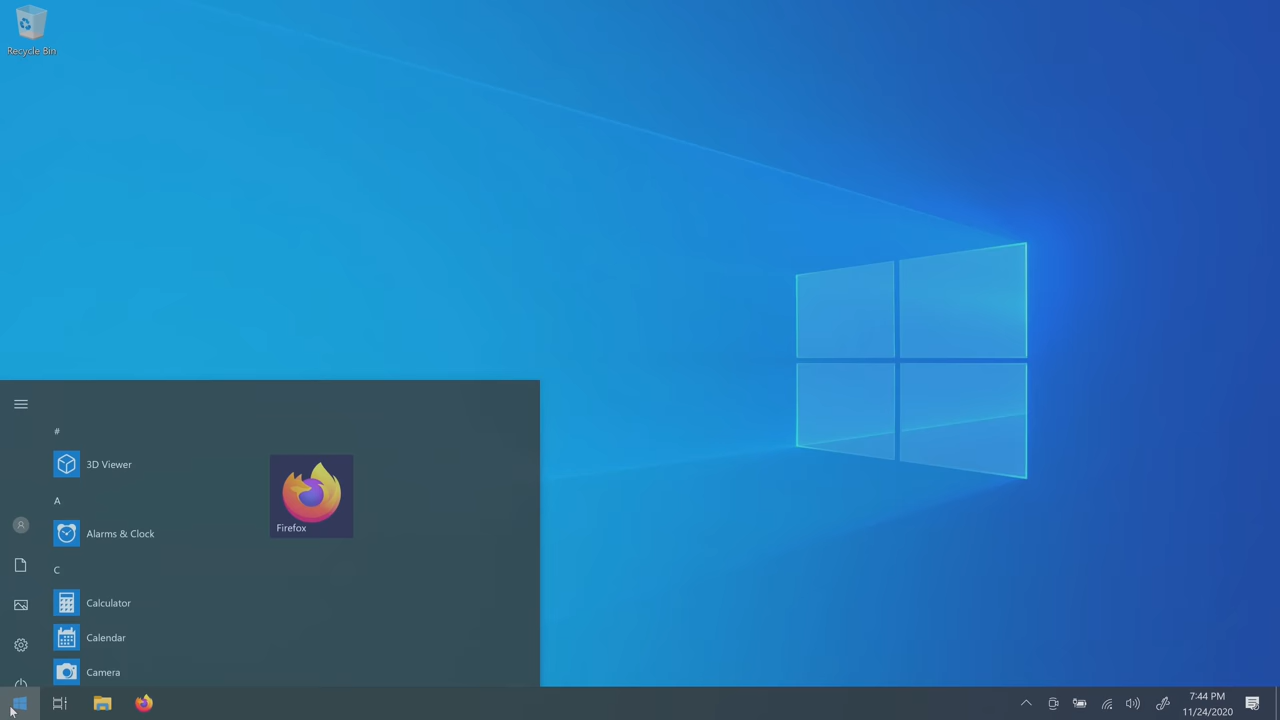 Recycle Bin
#
3D Viewer
A
Alarms & Clock
Firefox
C
Calculator
Calendar
Camera
7:44 PM
11/24/2020